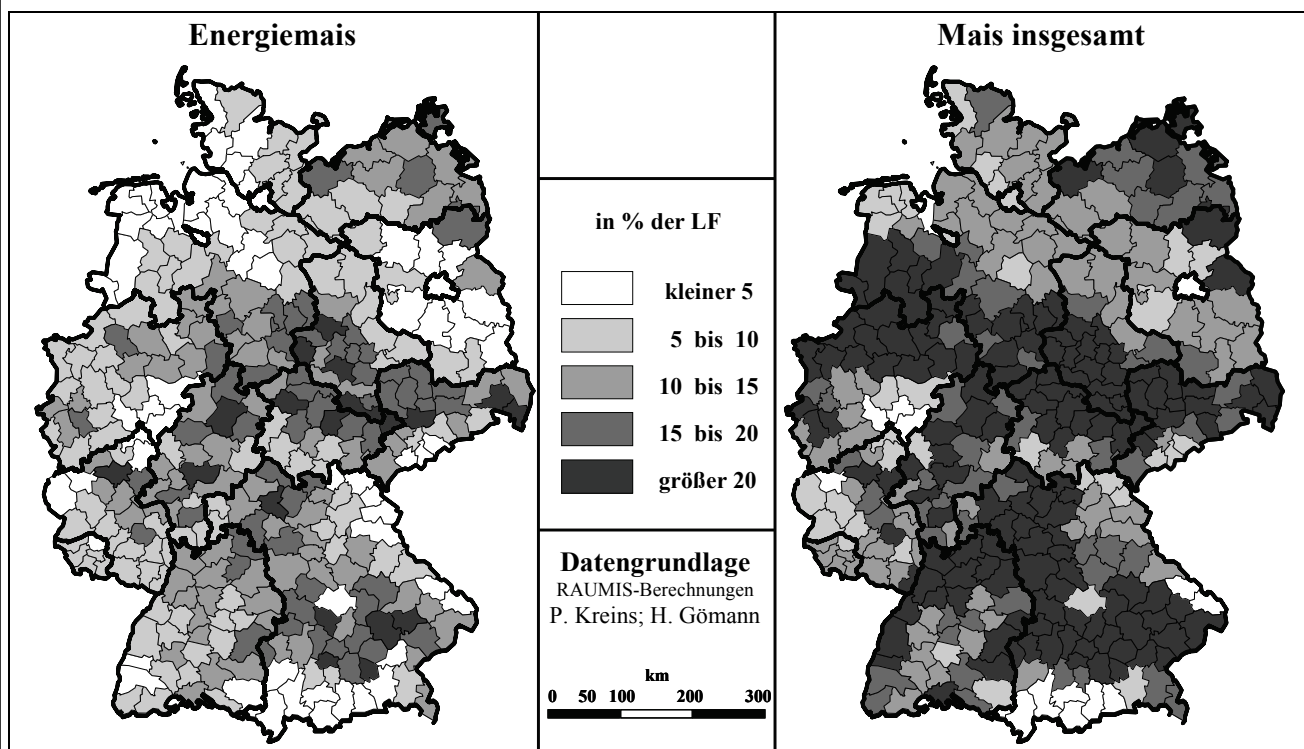 Energiemais
Mais insgesamt
in % der LF
kleiner 5
5 bis 10
10 bis 15
15 bis 20
größer 20
Datengrundlage
RAUMIS-Berechnungen
P. Kreins; H. Gömann
km
0 50 100 200 300